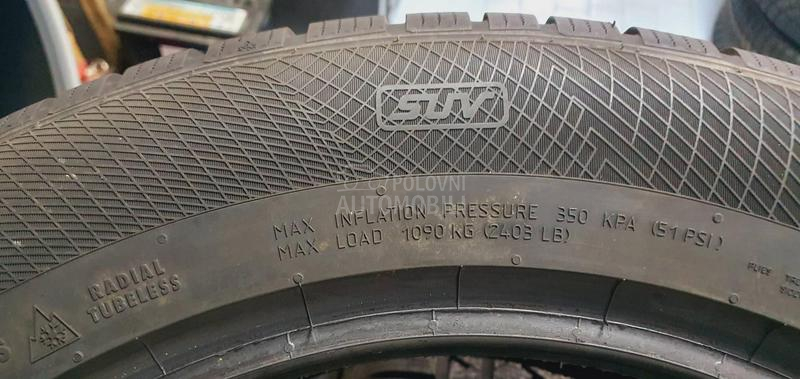 SUV
POLOVNI
AUTOMOBILI
MAX INFLATION PRESSURE 350 KPA (51 PSI)
MAX LOAD 1090 KG (2403 LB)
RADIAL
TUBELESS